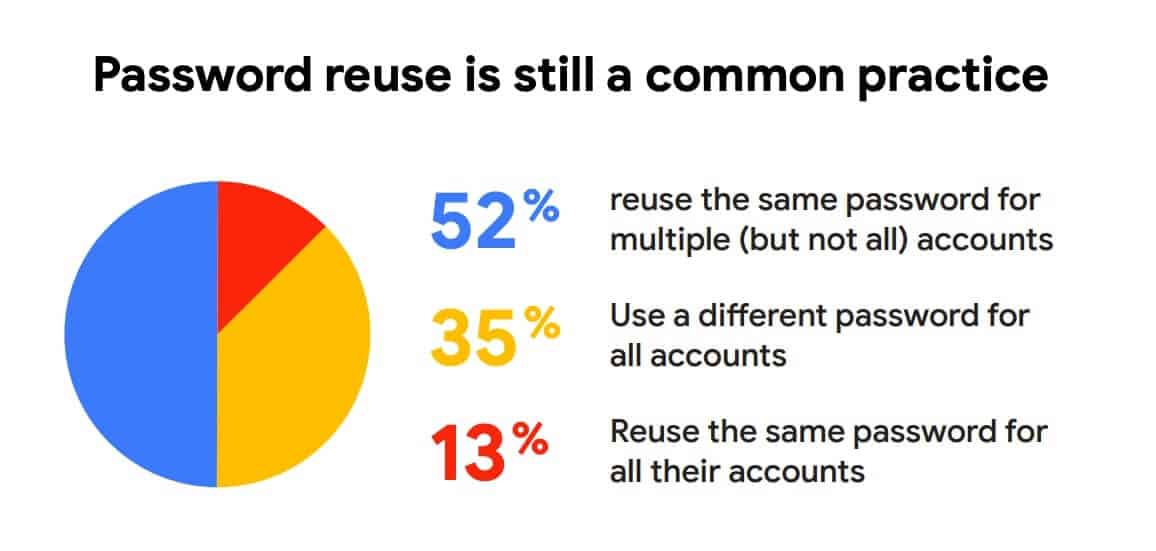 Password reuse is still a common practice
52%
reuse the same password for
multiple (but not all) accounts
35%
Use a different password for
all accounts
13%
Reuse the same password for
all their accounts